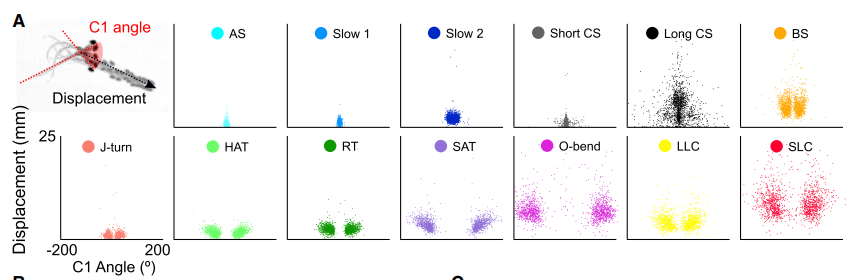 A
C1 angle
Displacement
AS
Slow 1
Slow 2
Short CS
Long CS
BS
Displacement (mm)
25
J-turn
HAT
RT
SAT
O-bend
LLC
SLC
-200
200
C1 Angle (º)